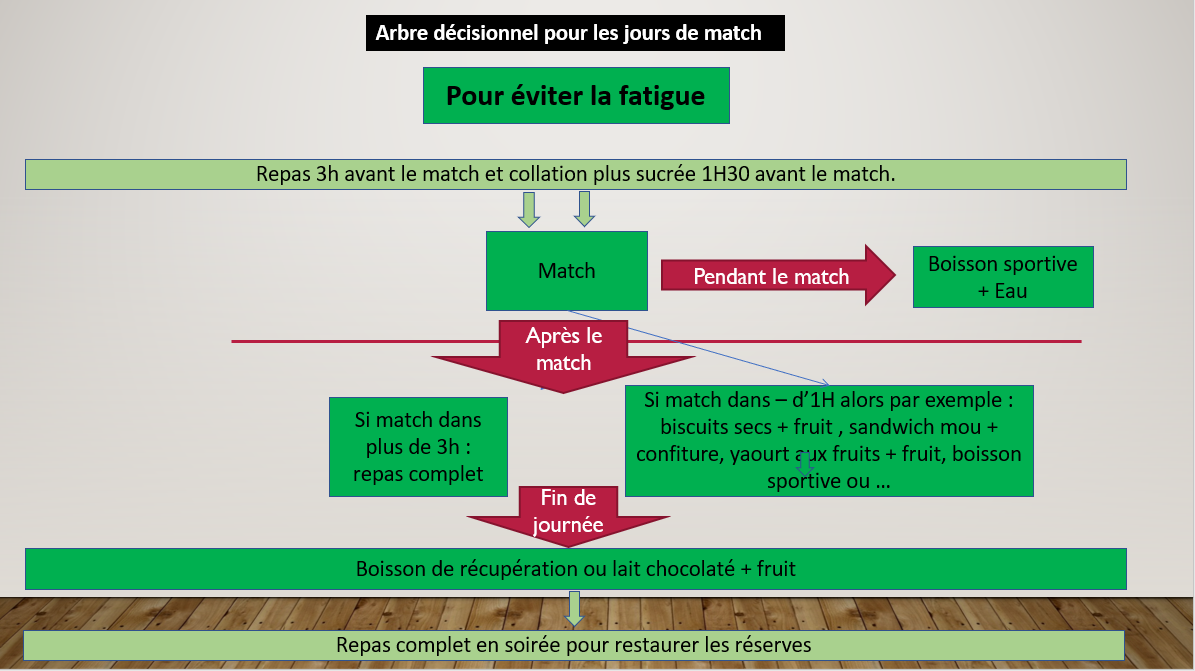 Arbre décisionnel pour les jours de match
Pour éviter la fatigue
Repas 3h avant le match et collation plus sucrée 1H30 avant le match.
Match
Pendant le match
Boisson sportive
+ Eau
Après le
match
Si match dans
plus de 3h :
repas complet
Si match dans – d’1H alors par exemple :
biscuits secs + fruit , sandwich mou +
confiture, yaourt aux fruits + fruit, boisson
sportive ou …
Fin de
journée
Boisson de récupération ou lait chocolaté + fruit
Repas complet en soirée pour restaurer les réserves